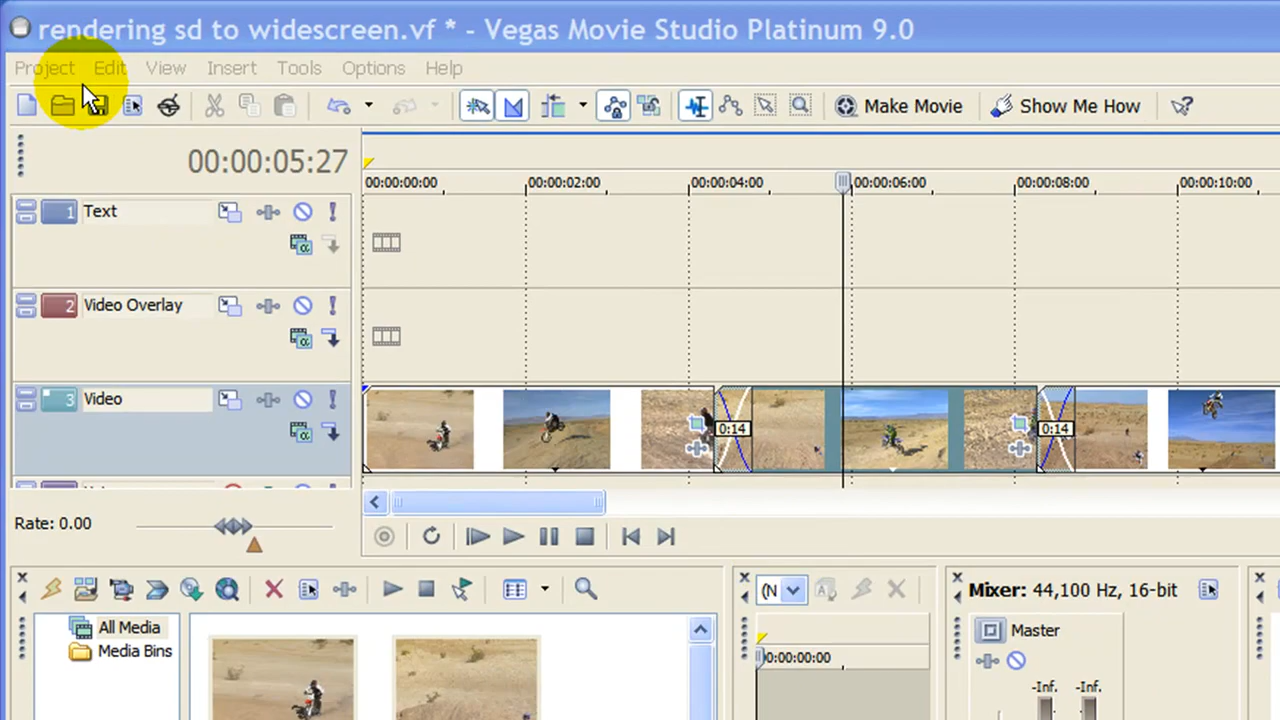 rendering sd to widescreen.vf * - Vegas Movie Studio Platinum 9.0
Project Edit View Insert Tools Options Help
Make Movie Show Me How
00:00:05:27
00:00:00:00 00:00:02:00 00:00:04:00 00:00:06:00 00:00:08:00 00:00:10:00
1 Text
2 Video Overlay
3 Video
0:14 0:14
Rate: 0.00
(N
Mixer: 44,100 Hz, 16-bit
All Media
Media Bins
Master
0:00:00:00
-Inf. -Inf.